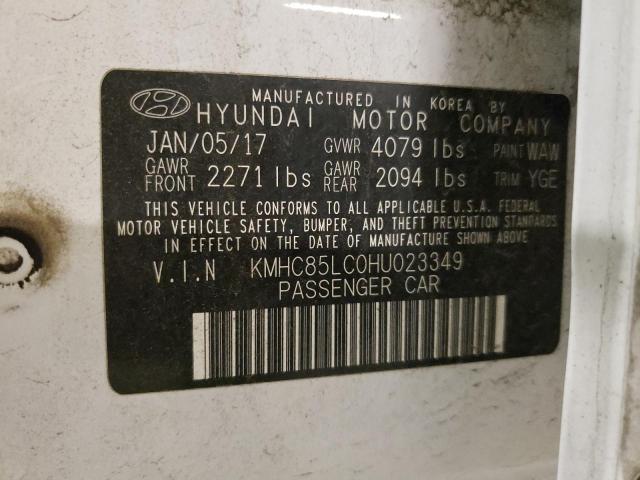 MANUFACTURED IN KOREA BY
HYUNDAI MOTOR COMPANY
JAN/05/17 GVWR 4079 lbs PAINT WAW
GAWR FRONT 2271 lbs GAWR REAR 2094 lbs TRIM YGE
THIS VEHICLE CONFORMS TO ALL APPLICABLE U.S.A. FEDERAL
MOTOR VEHICLE SAFETY, BUMPER, AND THEFT PREVENTION STANDARDS
IN EFFECT ON THE DATE OF MANUFACTURE SHOWN ABOVE.
V.I.N KMHC85LC0HU023349
PASSENGER CAR